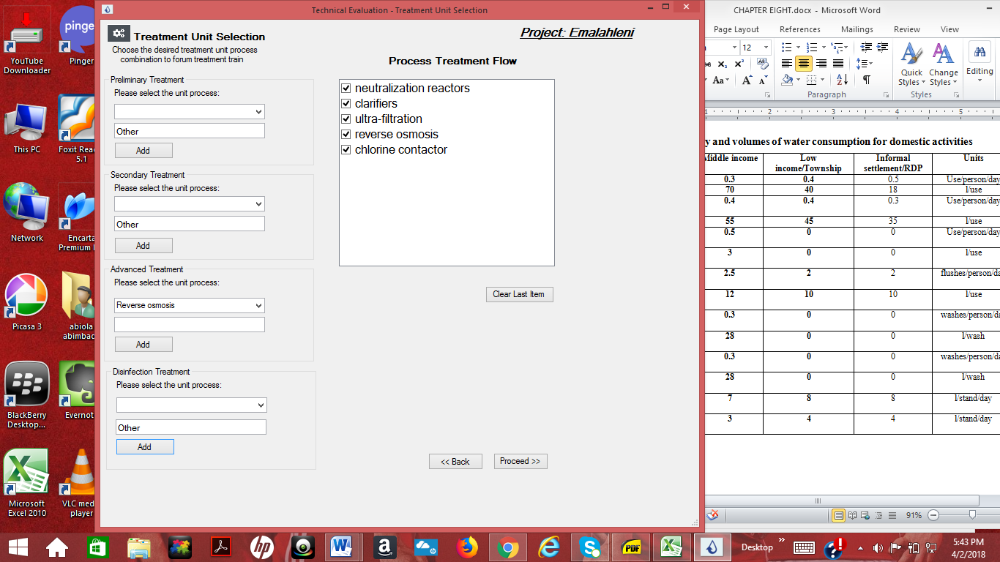 Technical Evaluation - Treatment Unit Selection
Treatment Unit Selection
Choose the desired treatment unit process
combination to forum treatment train
Project: Emalahleni
Process Treatment Flow
Preliminary Treatment
Please select the unit process:
Other
Add
Secondary Treatment
Please select the unit process:
Other
Add
Advanced Treatment
Please select the unit process:
Reverse osmosis
Add
Disinfection Treatment
Please select the unit process:
Other
Add
neutralization reactors
clarifiers
ultra-filtration
reverse osmosis
chlorine contactor
Clear Last Item
<< Back
Proceed >>
YouTube
Downloader
pinge
Pinger
This PC
Foxit Rea
5.1
Network
Encarta
Premium
Picasa 3
abiola
abimbac
BlackBerry
Desktop...
Evernot
Microsoft
Excel 2010
VLC med
player
CHAPTER EIGHT.docx - Microsoft Word
Page Layout References Mailings Review View
12
Aa
Quick
Styles
Change
Styles
Editing
Paragraph
Styles
1 2 3 4 5
y and volumes of water consumption for domestic activities
Middle income Low income/Township Informal settlement/RDP Units
0.3 0.4 0.5 Use/person/day
70 40 18 l/use
0.4 0.4 0.3 Use/person/day
55 45 35 l/use
0.5 0 0 Use/person/day
3 0 0 l/use
2.5 2 2 flushes/person/da
12 10 10 l/use
0.3 0 0 washes/person/da
28 0 0 l/wash
0.3 0 0 washes/person/da
28 0 0 l/wash
7 8 8 l/stand/day
3 4 4 l/stand/day
91%
Desktop
PDF
5:43 PM
4/2/2018